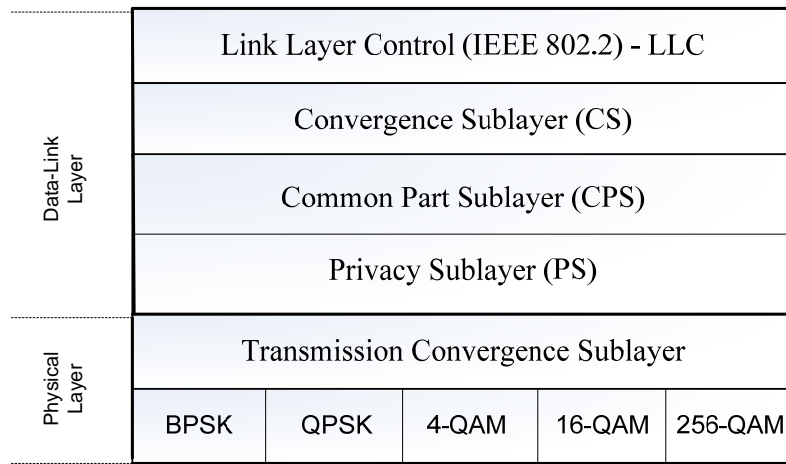 Link Layer Control (IEEE 802.2) - LLC
Convergence Sublayer (CS)
Common Part Sublayer (CPS)
Privacy Sublayer (PS)
Data-Link
Layer
Transmission Convergence Sublayer
BPSK QPSK 4-QAM 16-QAM 256-QAM
Physical
Layer